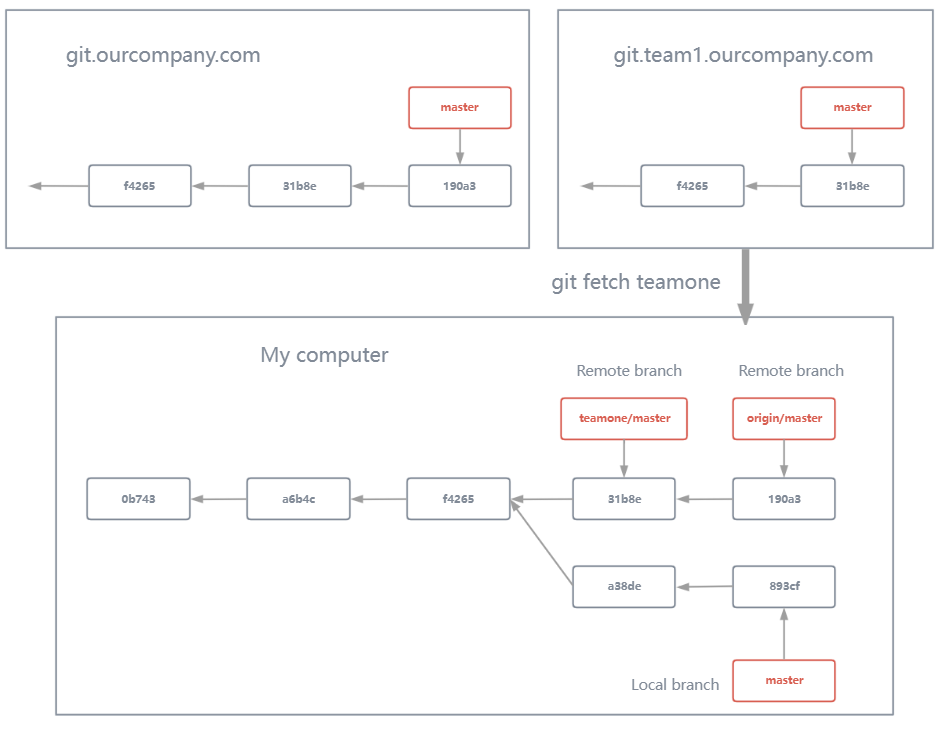 git.ourcompany.com
master
f4265
31b8e
190a3
git.team1.ourcompany.com
master
f4265
31b8e
git fetch teamone
My computer
Remote branch
Remote branch
teamone/master
origin/master
0b743
a6b4c
f4265
31b8e
190a3
a38de
893cf
Local branch
master